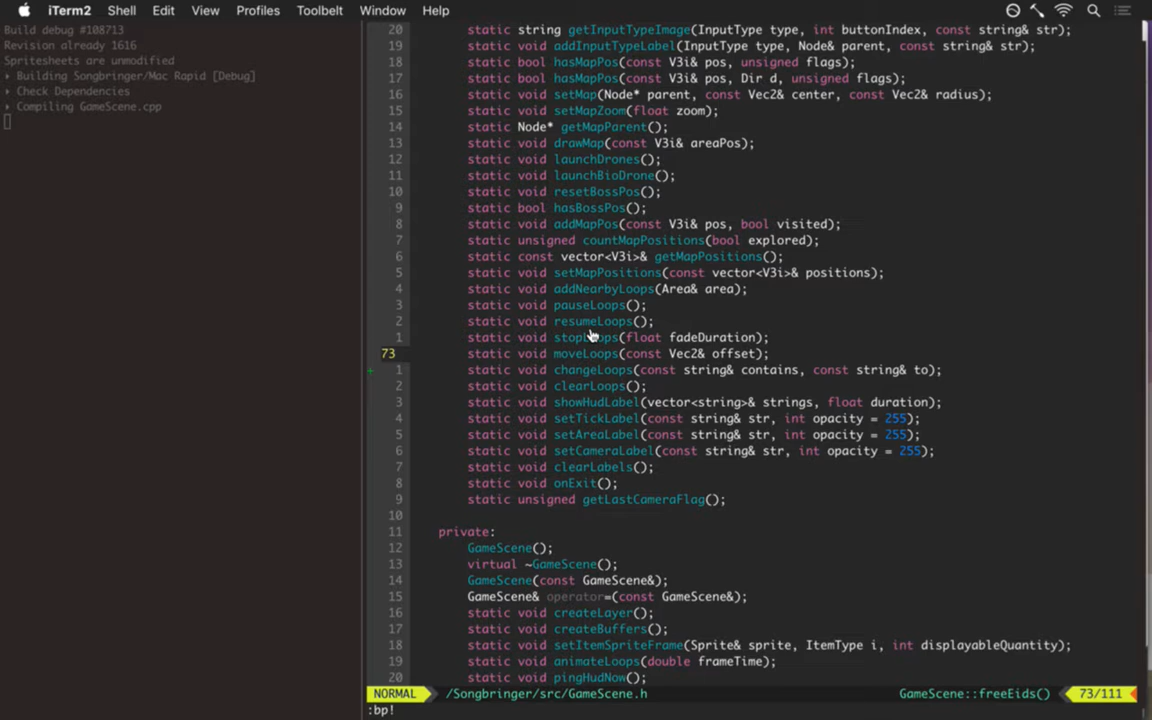 iTerm2 Shell Edit View Profiles Toolbelt Window Help
Build debug #108713
Revision already 1616
Spritesheets are unmodified
▸ Building Songbringer/Mac Rapid [Debug]
▸ Check Dependencies
▸ Compiling GameScene.cpp
20 static string getInputTypeImage(InputType type, int buttonIndex, const string& str);
19 static void addInputTypeLabel(InputType type, Node& parent, const string& str);
18 static bool hasMapPos(const V3i& pos, unsigned flags);
17 static bool hasMapPos(const V3i& pos, Dir d, unsigned flags);
16 static void setMap(Node* parent, const Vec2& center, const Vec2& radius);
15 static void setMapZoom(float zoom);
14 static Node* getMapParent();
13 static void drawMap(const V3i& areaPos);
12 static void launchDrones();
11 static void launchBioDrone();
10 static void resetBossPos();
9 static bool hasBossPos();
8 static void addMapPos(const V3i& pos, bool visited);
7 static unsigned countMapPositions(bool explored);
6 static const vector<V3i>& getMapPositions();
5 static void setMapPositions(const vector<V3i>& positions);
4 static void addNearbyLoops(Area& area);
3 static void pauseLoops();
2 static void resumeLoops();
1 static void stopLoops(float fadeDuration);
73 static void moveLoops(const Vec2& offset);
+ 1 static void changeLoops(const string& contains, const string& to);
2 static void clearLoops();
3 static void showHudLabel(vector<string>& strings, float duration);
4 static void setTickLabel(const string& str, int opacity = 255);
5 static void setAreaLabel(const string& str, int opacity = 255);
6 static void setCameraLabel(const string& str, int opacity = 255);
7 static void clearLabels();
8 static void onExit();
9 static unsigned getLastCameraFlag();
10
11 private:
12 GameScene();
13 virtual ~GameScene();
14 GameScene(const GameScene&);
15 GameScene& operator=(const GameScene&);
16 static void createLayer();
17 static void createBuffers();
18 static void setItemSpriteFrame(Sprite& sprite, ItemType i, int displayableQuantity);
19 static void animateLoops(double frameTime);
20 static void pingHudNow();
NORMAL /Songbringer/src/GameScene.h GameScene::freeEids() 73/111
:bp!